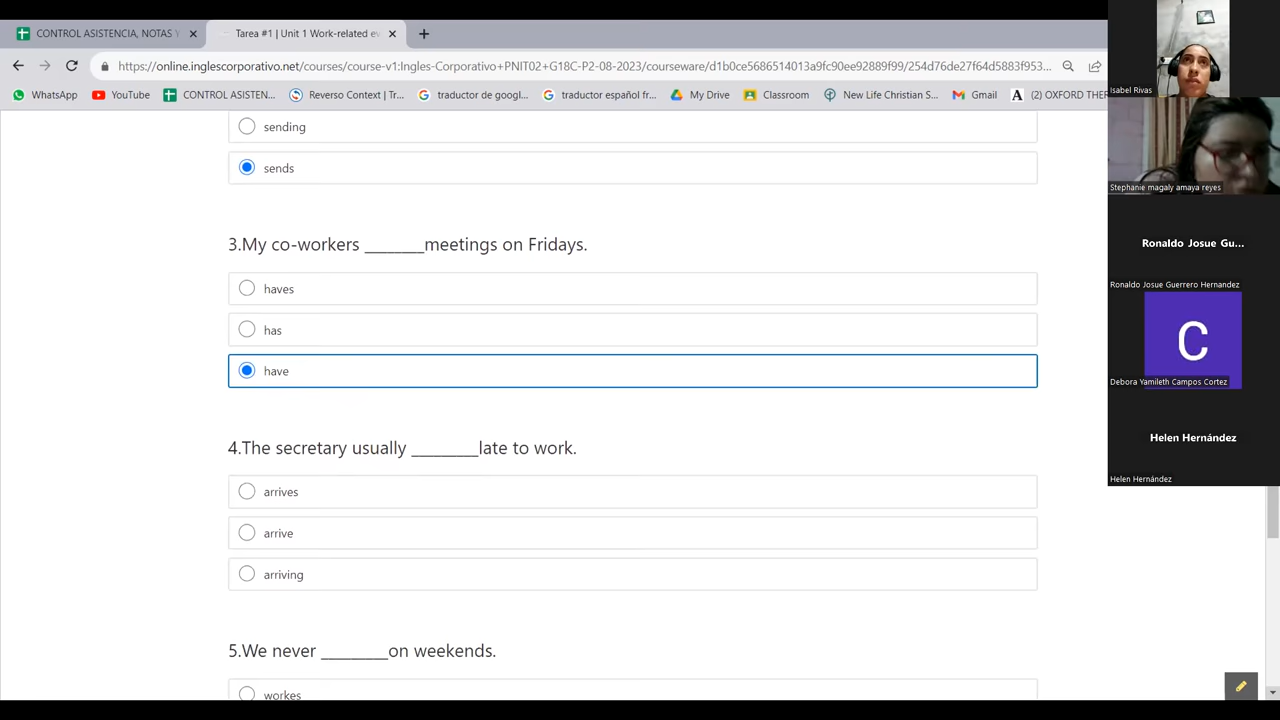 CONTROL ASISTENCIA, NOTAS Y
Tarea #1 | Unit 1 Work-related ev
https://online.inglescorporativo.net/courses/course-v1:Ingles-Corporativo+PNIT02+G18C-P2-08-2023/courseware/d1b0ce5686514013a9fc90ee92889f99/254d76de27f64d5883f953...
WhatsApp
YouTube
CONTROL ASISTEN...
Reverso Context | Tr...
traductor de googl...
traductor español fr...
My Drive
Classroom
New Life Christian S...
Gmail
(2) OXFORD THE
Isabel Rivas
Stephanie magaly amaya reyes
Ronaldo Josue Gu...
Ronaldo Josue Guerrero Hernandez
C
Debora Yamileth Campos Cortez
Helen Hernández
Helen Hernández
sending
sends
3.My co-workers _______meetings on Fridays.
haves
has
have
4.The secretary usually ________late to work.
arrives
arrive
arriving
5.We never ________on weekends.
workes